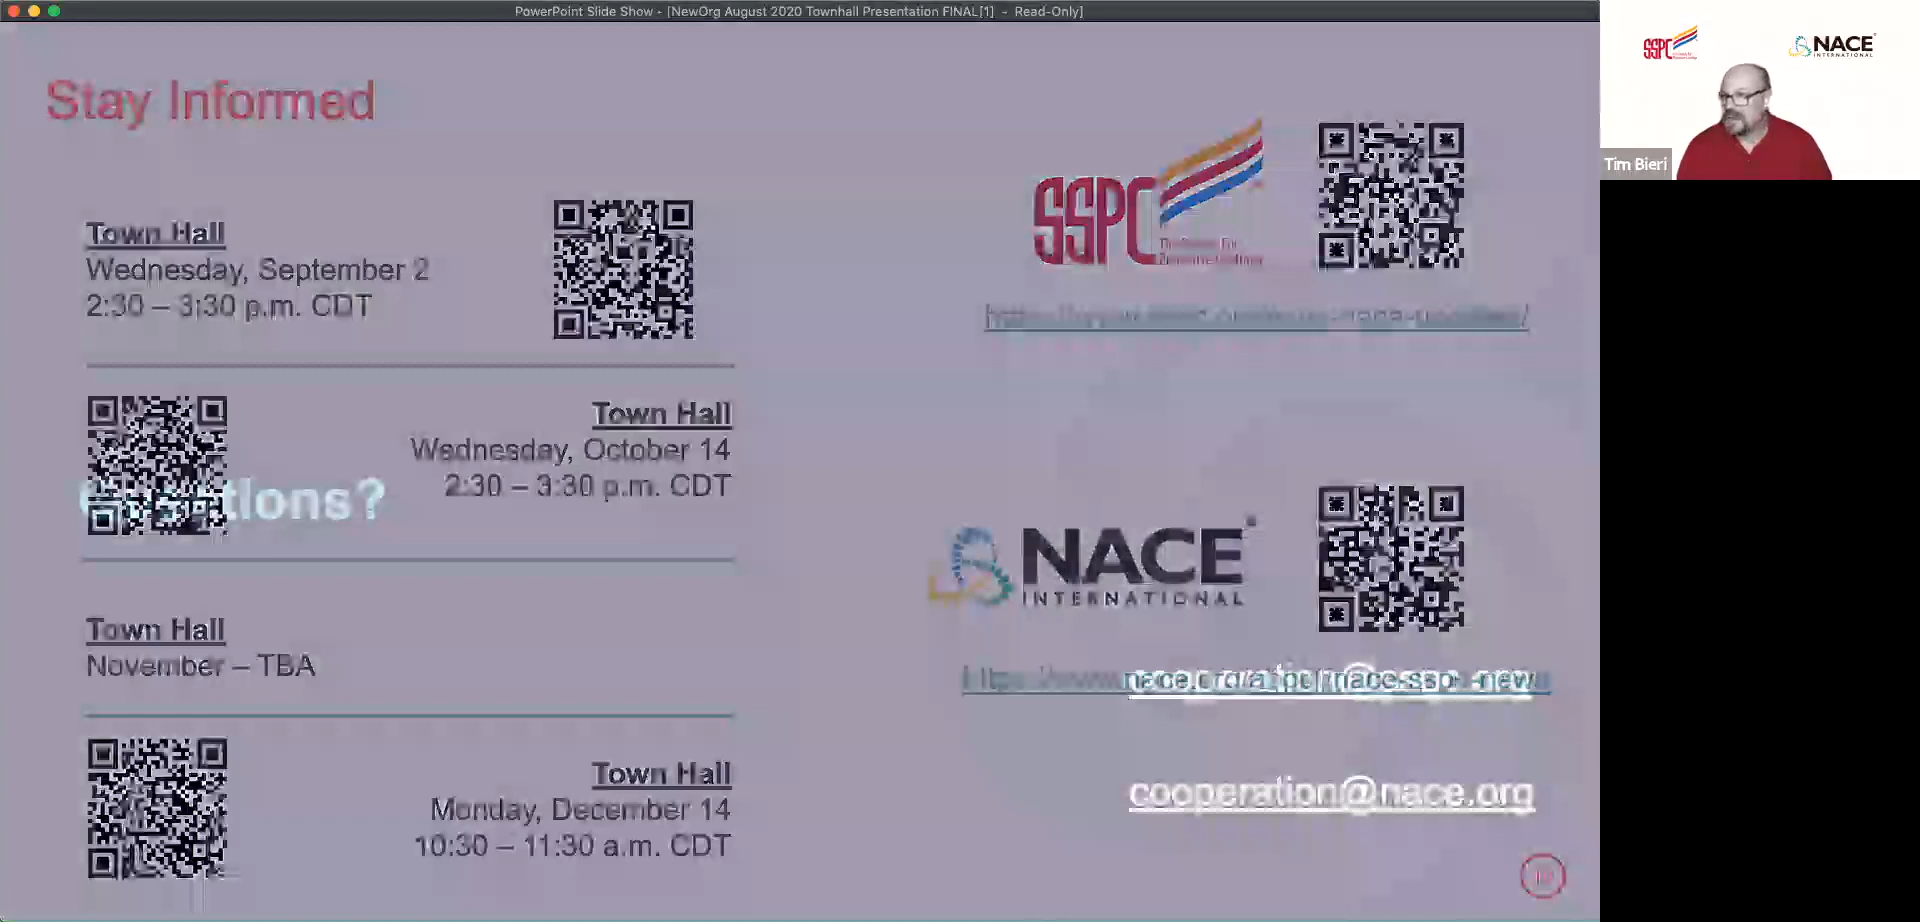 PowerPoint Slide Show - [NewOrg August 2020 Townhall Presentation FINAL[1] - Read-Only]
Stay Informed
Town Hall
Wednesday, September 2
2:30 – 3:30 p.m. CDT
Town Hall
Wednesday, October 14
2:30 – 3:30 p.m. CDT
Town Hall
November – TBA
Town Hall
Monday, December 14
10:30 – 11:30 a.m. CDT
SSPC
NACE
INTERNATIONAL
cooperation@nace.org
SSPC
NACE
INTERNATIONAL
Tim Bieri